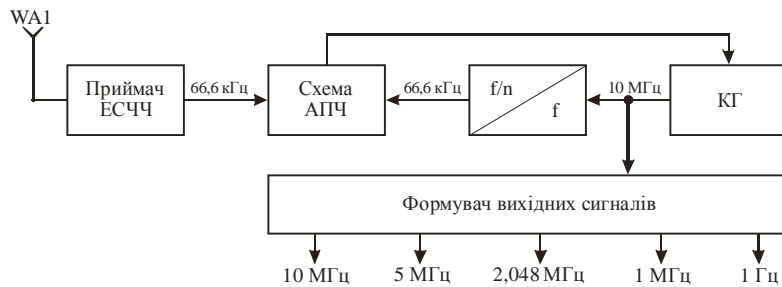 WA1
Приймач
ЕСЧЧ
66,6 кГц
Схема
АПЧ
66,6 кГц
f/n
f
10 МГц
КГ
Формувач вихідних сигналів
10 МГц
5 МГц
2,048 МГц
1 МГц
1 Гц